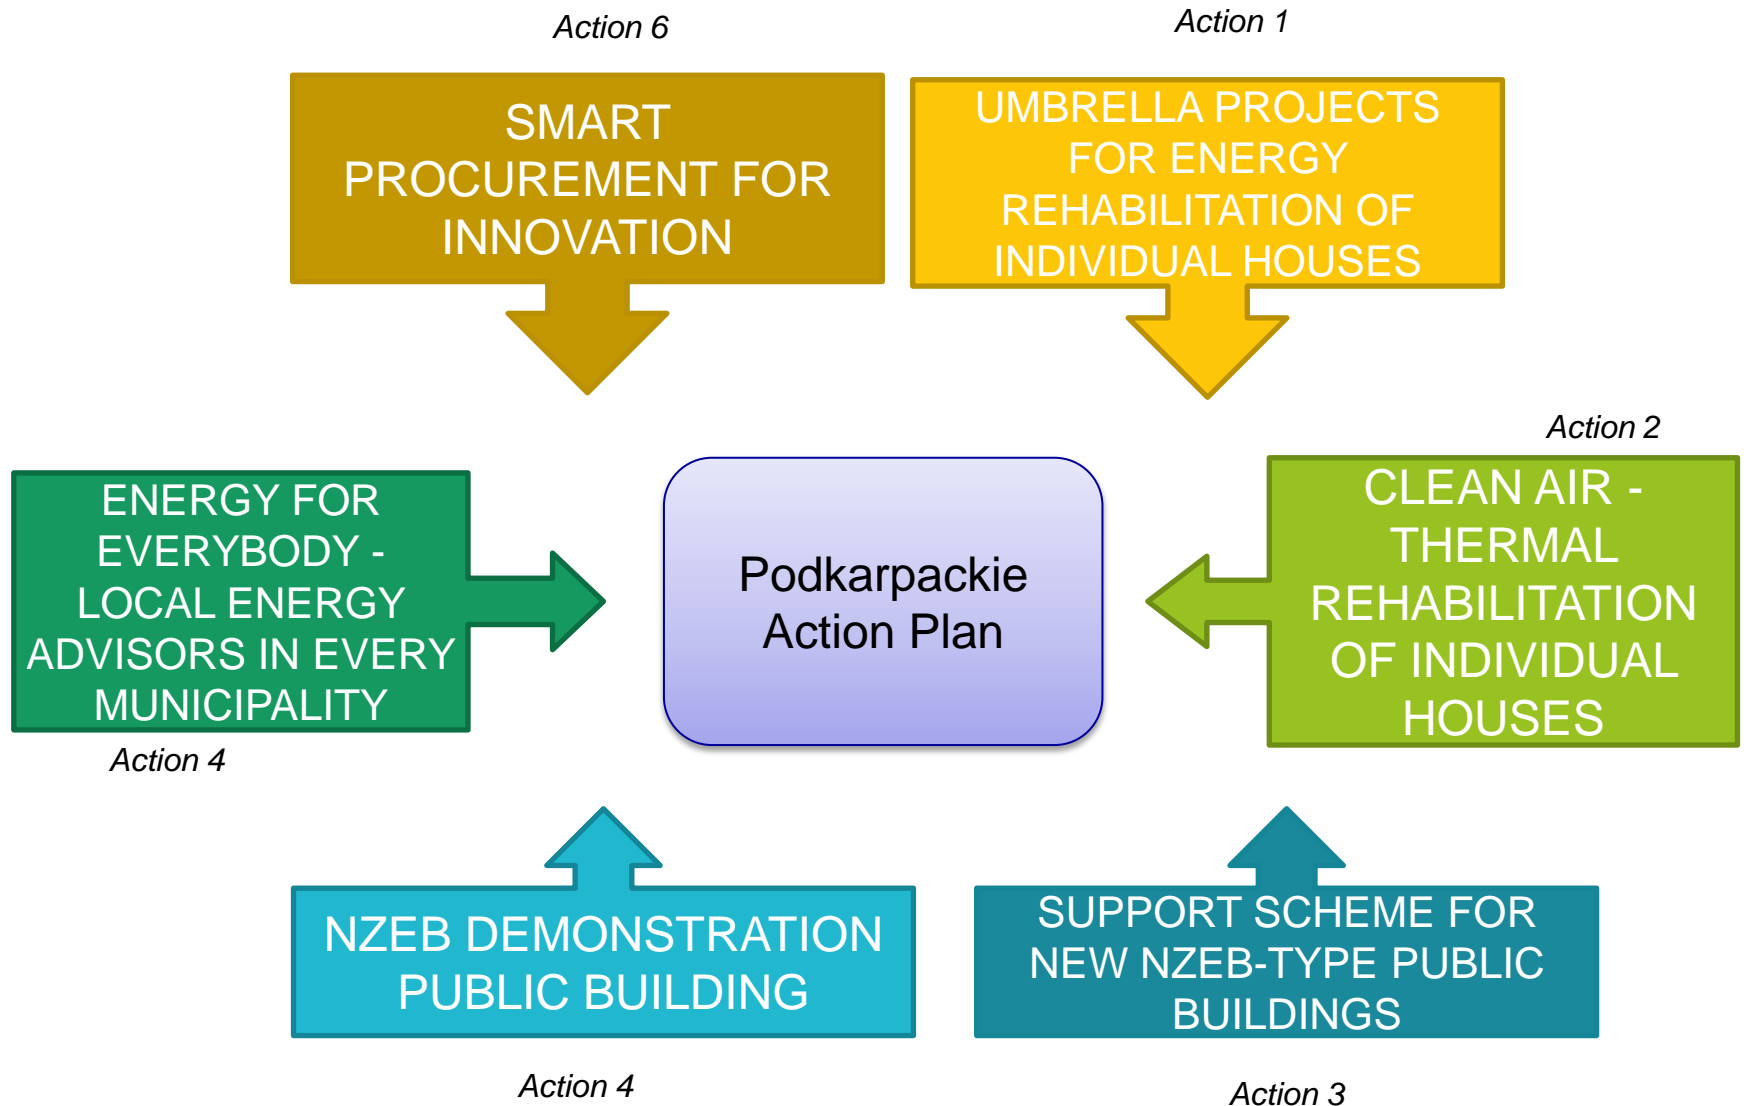 Action 6
SMART
PROCUREMENT FOR
INNOVATION
Action 1
UMBRELLA PROJECTS
FOR ENERGY
REHABILITATION OF
INDIVIDUAL HOUSES
Action 2
CLEAN AIR -
THERMAL
REHABILITATION
OF INDIVIDUAL
HOUSES
ENERGY FOR
EVERYBODY -
LOCAL ENERGY
ADVISORS IN EVERY
MUNICIPALITY
Action 4
Podkarpackie
Action Plan
NZEB DEMONSTRATION
PUBLIC BUILDING
Action 4
SUPPORT SCHEME FOR
NEW NZEB-TYPE PUBLIC
BUILDINGS
Action 3